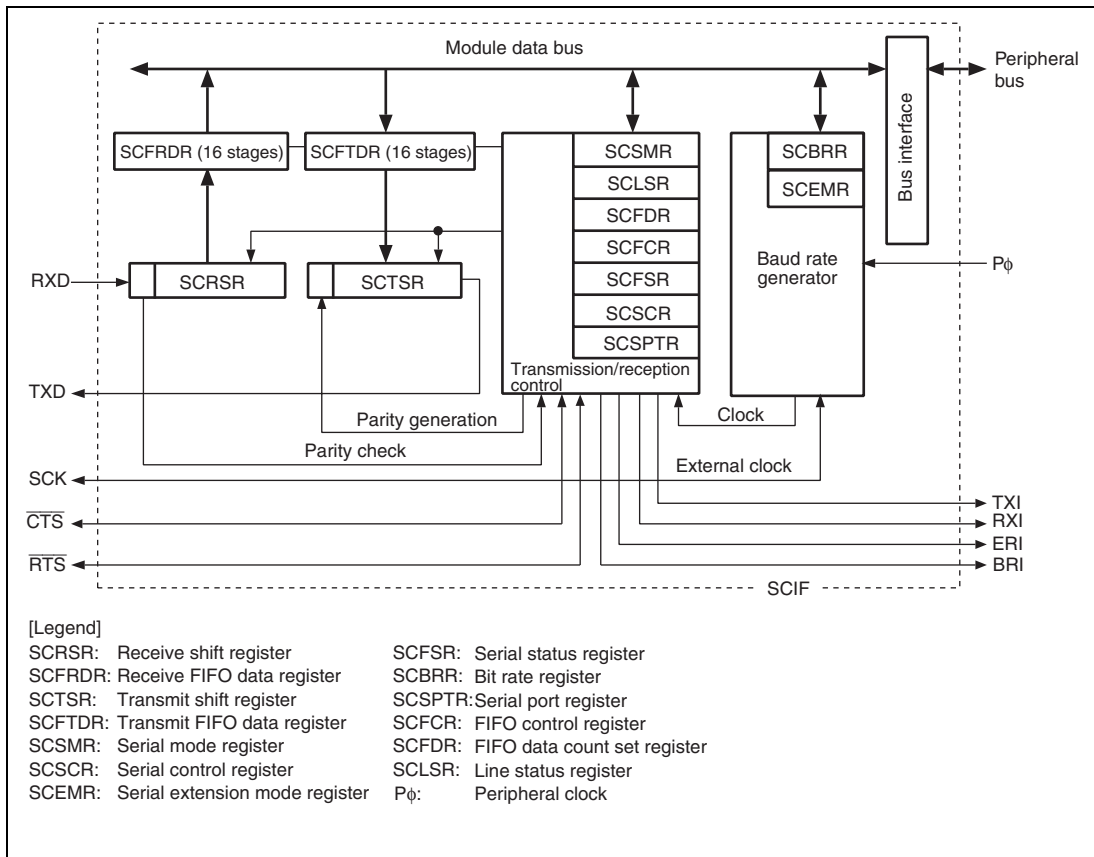 Module data bus
Peripheral
bus
Bus interface
SCFRDR (16 stages)
SCFTDR (16 stages)
SCSMR
SCLSR
SCFDR
SCFCR
SCFSR
SCSCR
SCSPTR
Transmission/reception
control
SCBRR
SCEMR
Baud rate
generator
Pϕ
RXD
SCRSR
SCTSR
TXD
Parity generation
Clock
Parity check
External clock
SCK
CTS
RTS
TXI
RXI
ERI
BRI
SCIF
[Legend]
SCRSR: Receive shift register
SCFRDR: Receive FIFO data register
SCTSR: Transmit shift register
SCFTDR: Transmit FIFO data register
SCSMR: Serial mode register
SCSCR: Serial control register
SCEMR: Serial extension mode register
SCFSR: Serial status register
SCBRR: Bit rate register
SCSPTR: Serial port register
SCFCR: FIFO control register
SCFDR: FIFO data count set register
SCLSR: Line status register
Pϕ: Peripheral clock